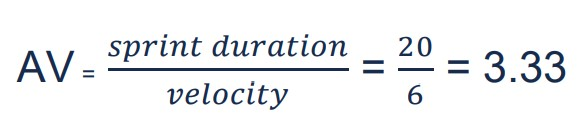 AV = sprint duration / velocity = 20 / 6 = 3.33